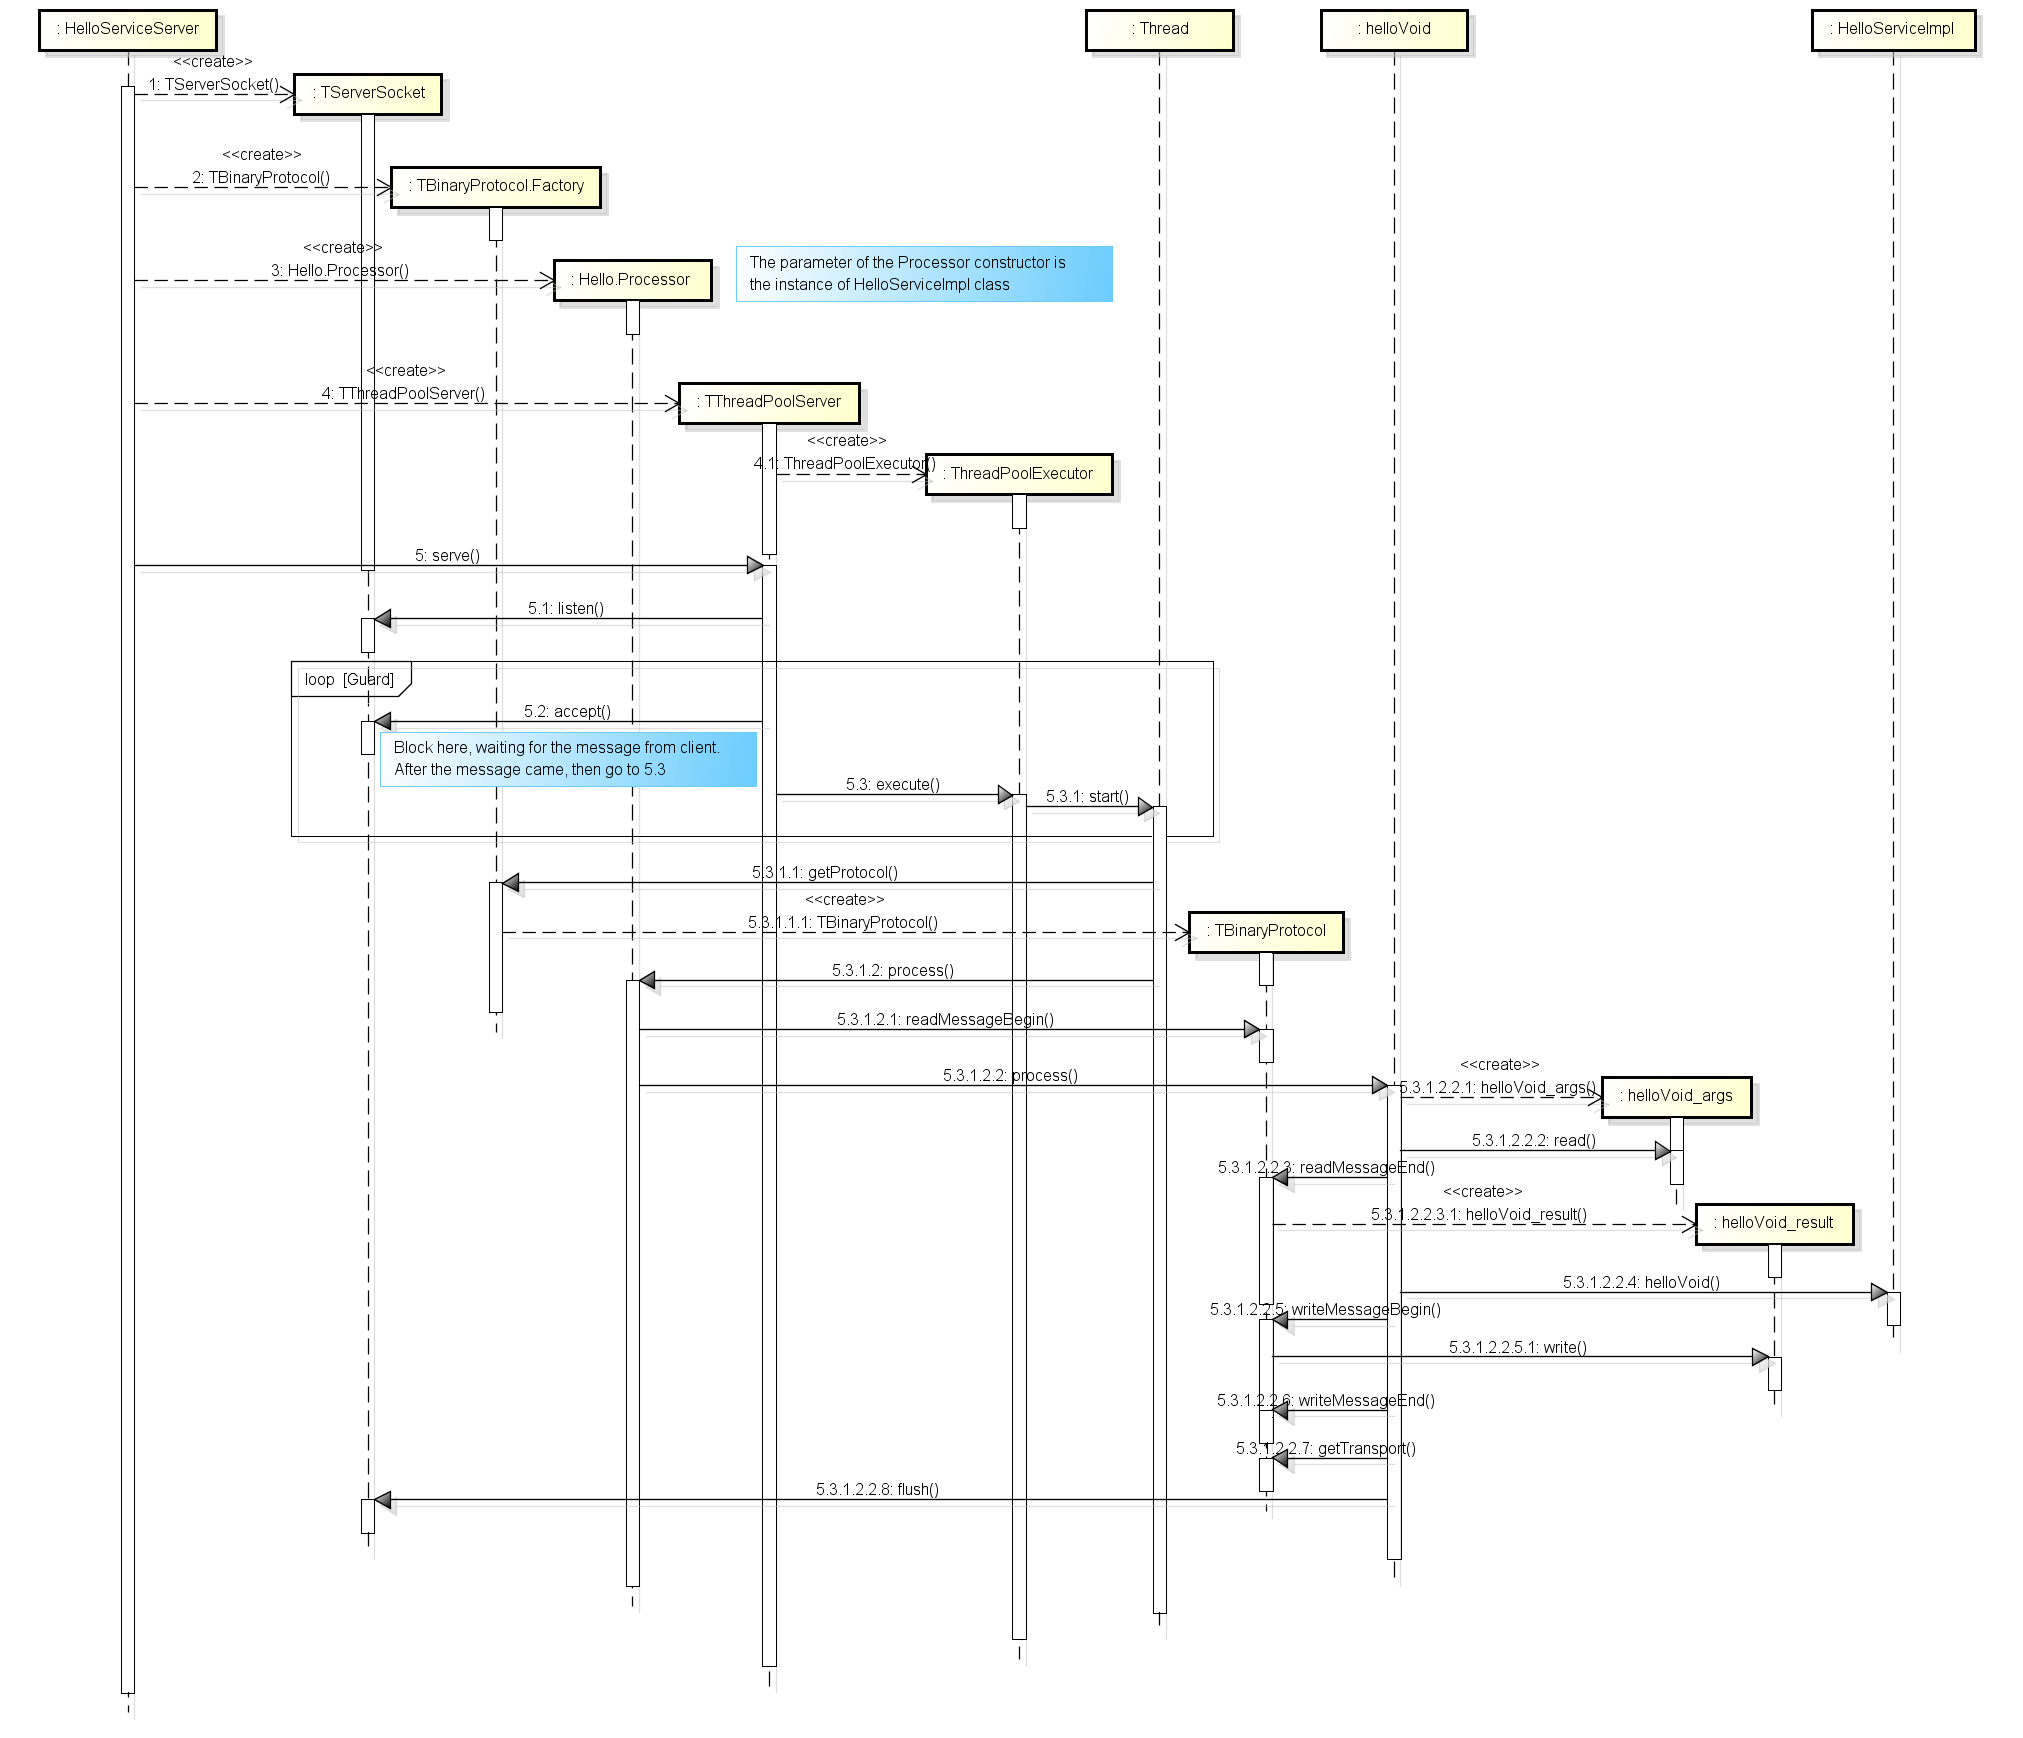 : HelloServiceServer
: Thread
: helloVoid
: HelloServiceImpl
<<create>>
1: TServerSocket()
: TServerSocket
<<create>>
2: TBinaryProtocol()
: TBinaryProtocol.Factory
<<create>>
3: Hello.Processor()
: Hello.Processor
The parameter of the Processor constructor is
the instance of HelloServiceImpl class
<<create>>
4: TThreadPoolServer()
: TThreadPoolServer
<<create>>
4.1: ThreadPoolExecutor()
: ThreadPoolExecutor
5: serve()
5.1: listen()
loop [Guard]
5.2: accept()
Block here, waiting for the message from client.
After the message came, then go to 5.3
5.3: execute()
5.3.1: start()
5.3.1.1: getProtocol()
<<create>>
5.3.1.1.1: TBinaryProtocol()
: TBinaryProtocol
5.3.1.2: process()
5.3.1.2.1: readMessageBegin()
5.3.1.2.2: process()
<<create>>
5.3.1.2.2.1: helloVoid_args()
: helloVoid_args
5.3.1.2.2.2: read()
5.3.1.2.2.3: readMessageEnd()
<<create>>
5.3.1.2.2.3.1: helloVoid_result()
: helloVoid_result
5.3.1.2.2.4: helloVoid()
5.3.1.2.2.5: writeMessageBegin()
5.3.1.2.2.5.1: write()
5.3.1.2.2.6: writeMessageEnd()
5.3.1.2.2.7: getTransport()
5.3.1.2.2.8: flush()